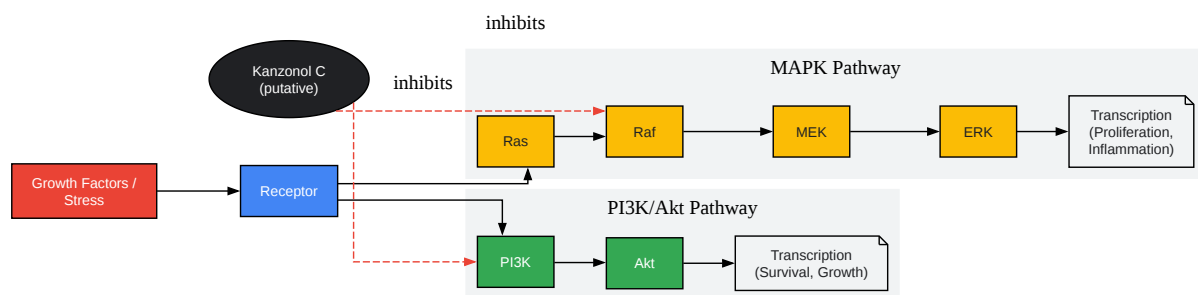 inhibits
Kanzonol C
(putative)
inhibits
MAPK Pathway
Ras
Raf
MEK
ERK
Transcription
(Proliferation,
Inflammation)
Growth Factors /
Stress
Receptor
PI3K/Akt Pathway
PI3K
Akt
Transcription
(Survival, Growth)